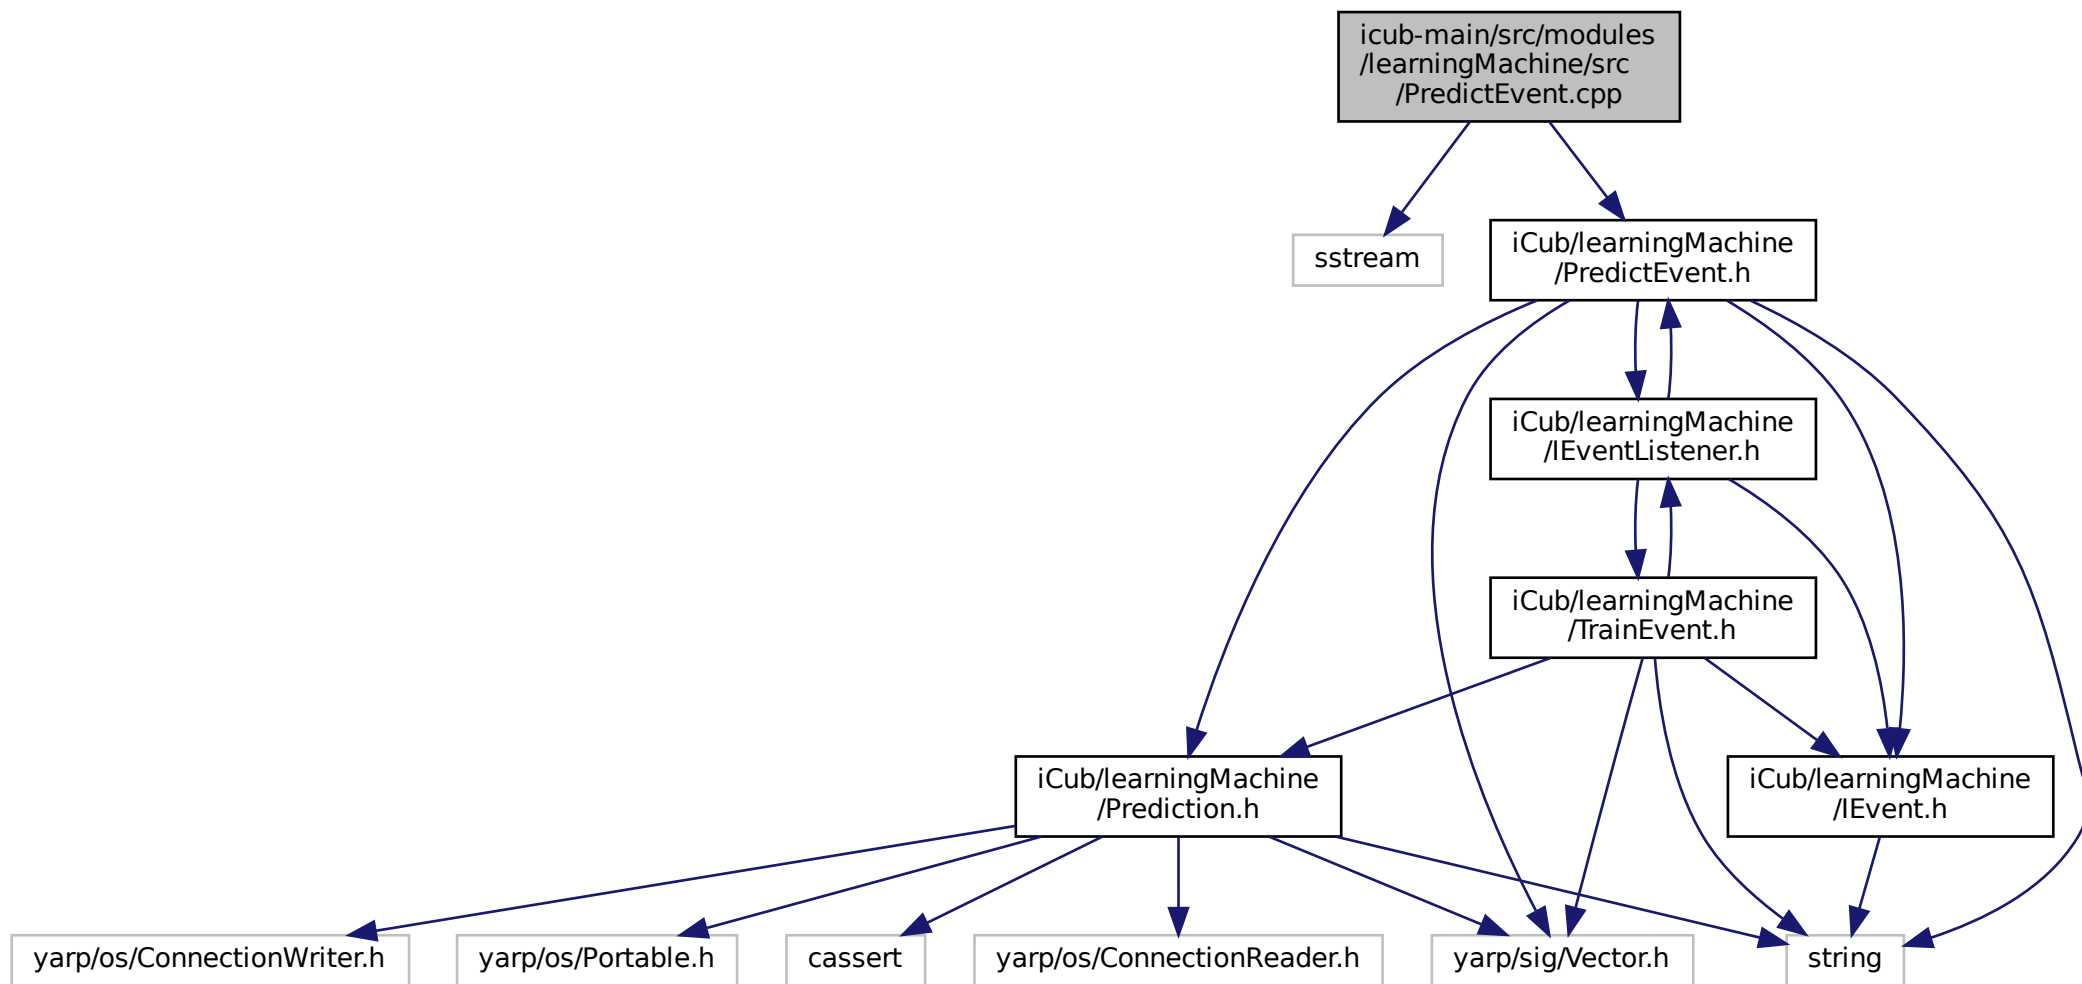 icub-main/src/modules
/learningMachine/src
/PredictEvent.cpp
sstream
iCub/learningMachine
/PredictEvent.h
iCub/learningMachine
/IEventListener.h
iCub/learningMachine
/TrainEvent.h
iCub/learningMachine
/Prediction.h
iCub/learningMachine
/IEvent.h
yarp/os/ConnectionWriter.h
yarp/os/Portable.h
cassert
yarp/os/ConnectionReader.h
yarp/sig/Vector.h
string